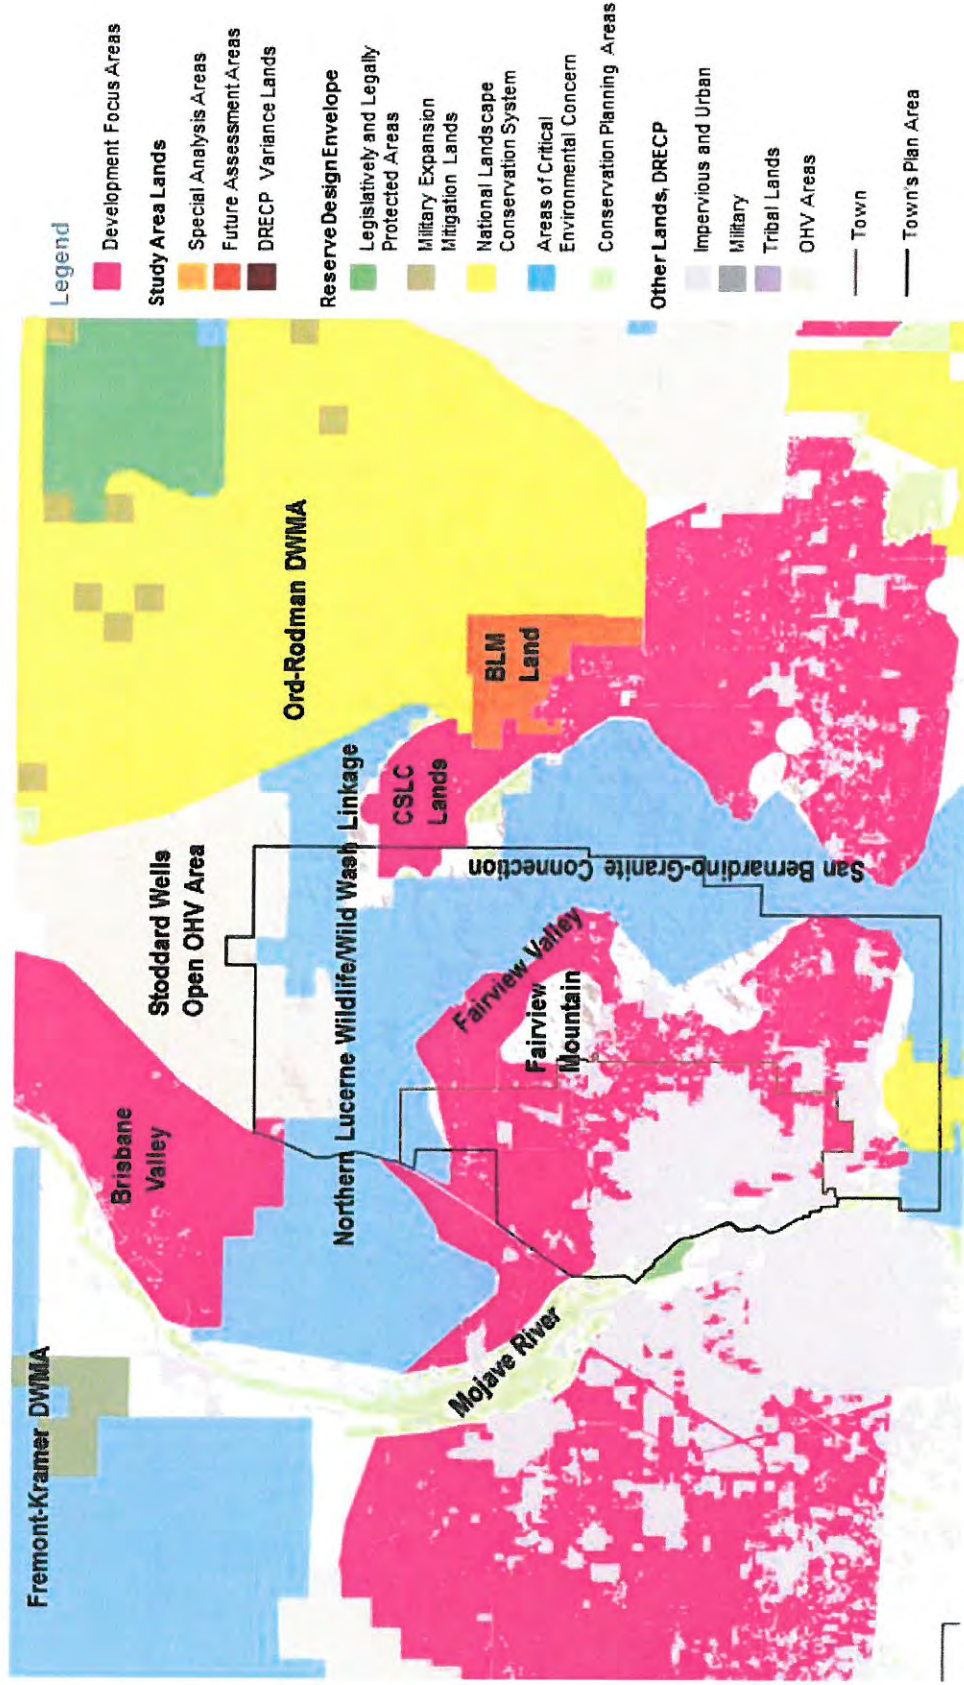 Fremont-Kramer DWMA
Brisbane
Valley
Stoddard Wells
Open OHV Area
Ord-Rodman DWMA
Northern Lucerne Wildlife/Wild Wash Linkage
CSLC
Lands
BLM
Land
Mojave River
Fairview Valley
Fairview
Mountain
San Bernardino-Granite Connection
Legend
Development Focus Areas
Study Area Lands
Special Analysis Areas
Future Assessment Areas
DRECP Variance Lands
Reserve Design Envelope
Legislatively and Legally
Protected Areas
Military Expansion
Mitigation Lands
National Landscape
Conservation System
Areas of Critical
Environmental Concern
Conservation Planning Areas
Other Lands, DRECP
Impervious and Urban
Military
Tribal Lands
OHV Areas
Town
Town's Plan Area